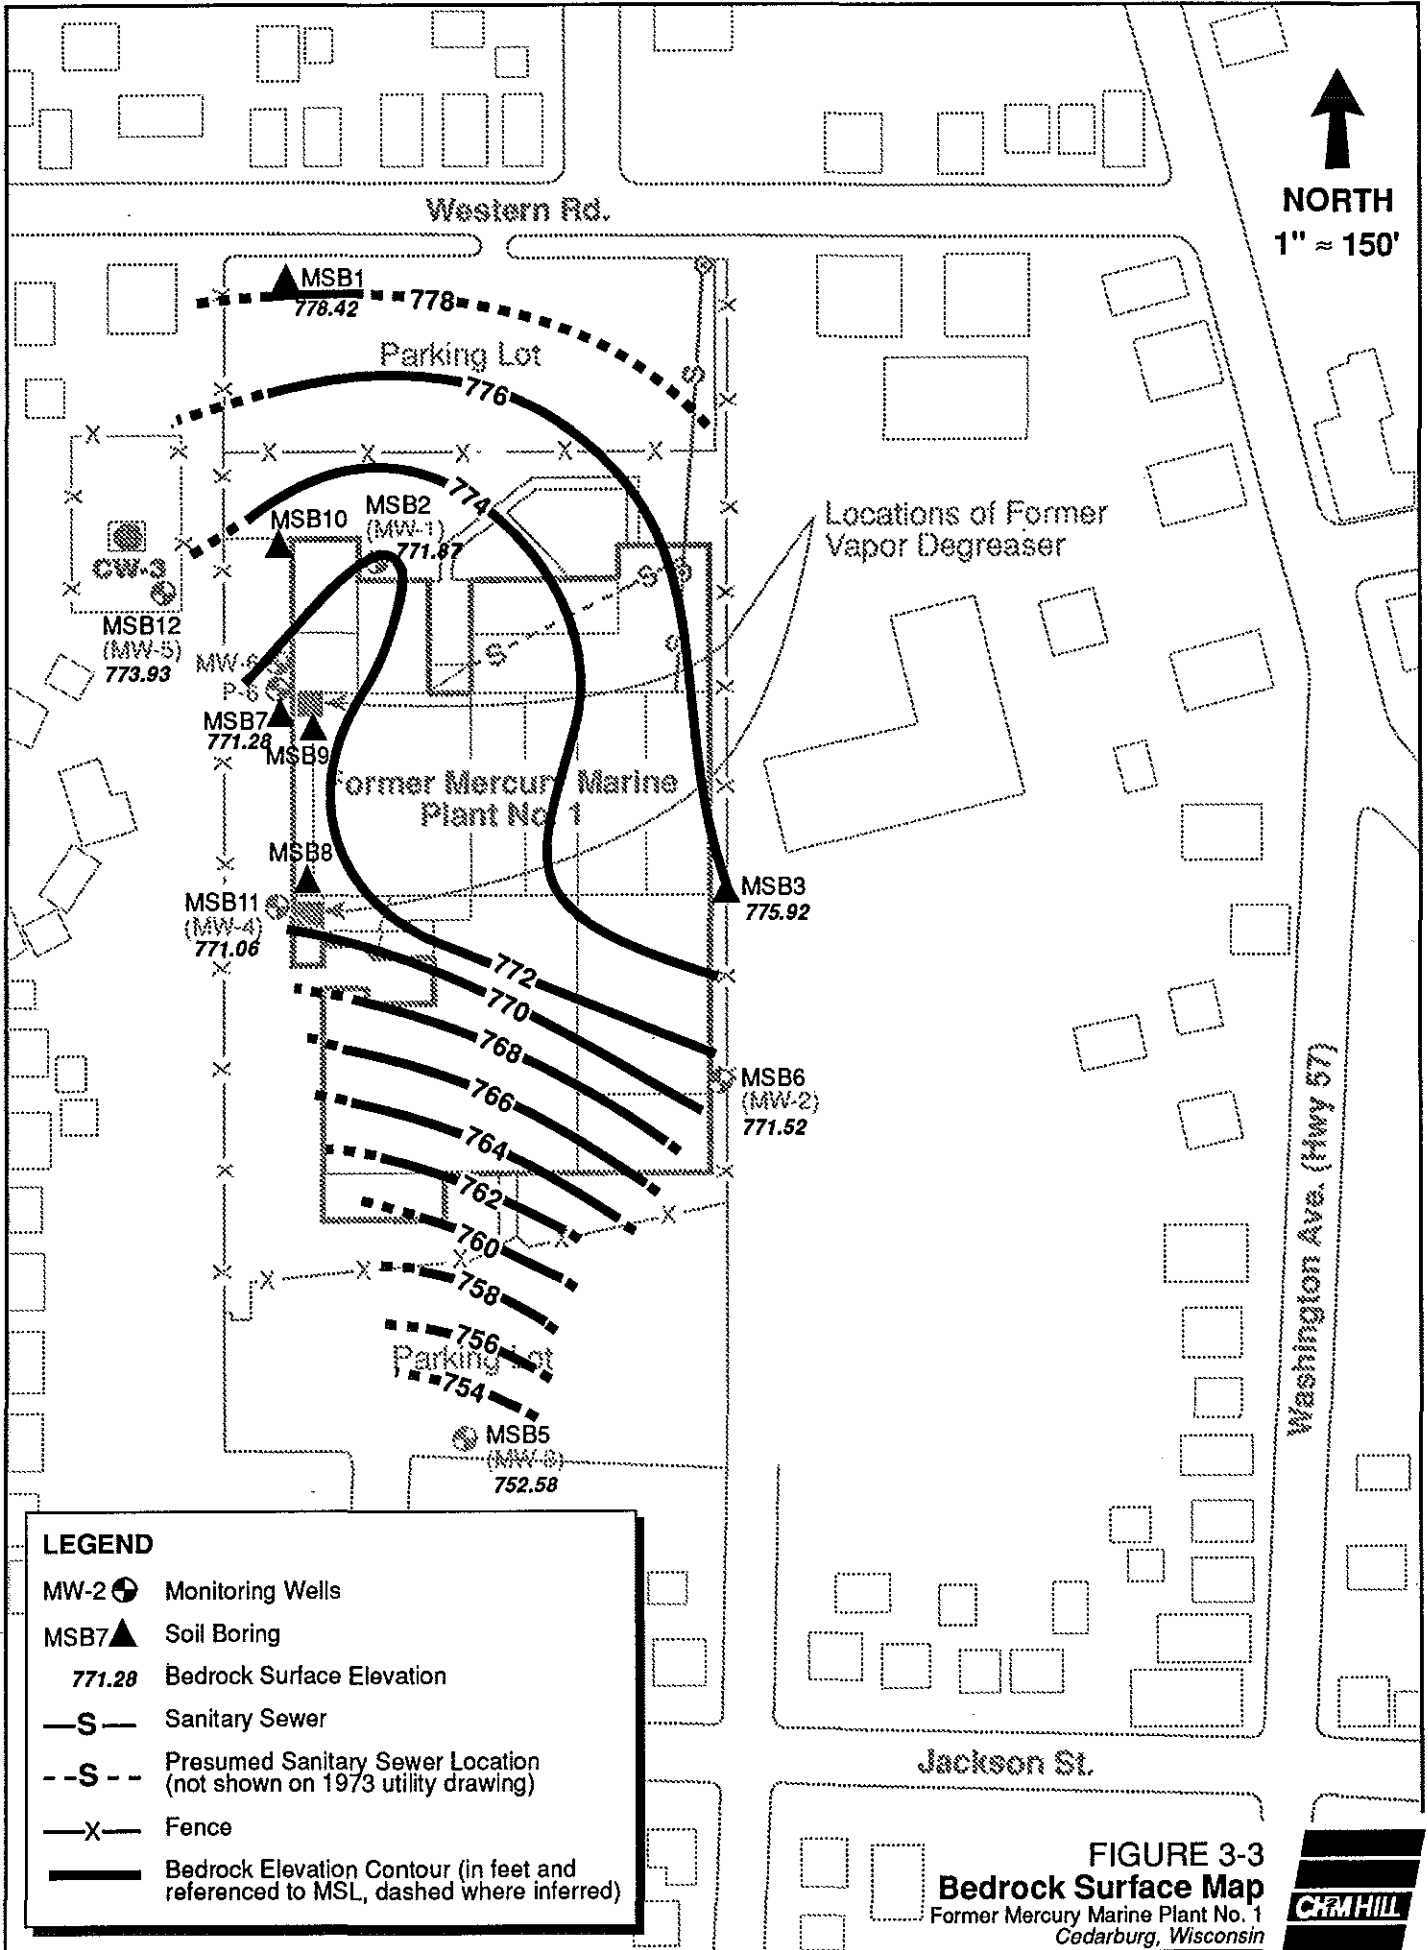 Western Rd.
NORTH
1" ≈ 150'
MSB1
778.42
778
Parking Lot
776
774
MSB10
MSB2
(MW-1)
771.87
Locations of Former
Vapor Degreaser
CW-3
MSB12
(MW-5)
773.93
MW-6
P-6
MSB7
771.28
MSB9
Former Mercury Marine
Plant No. 1
MSB8
MSB11
(MW-4)
771.06
MSB3
775.92
772
770
768
766
764
762
760
758
756
754
MSB6
(MW-2)
771.52
Parking Lot
MSB5
(MW-3)
752.58
Washington Ave. (Hwy 57)
Jackson St.
S
S
S
LEGEND
MW-2 Monitoring Wells
MSB7 Soil Boring
771.28 Bedrock Surface Elevation
—S— Sanitary Sewer
--S-- Presumed Sanitary Sewer Location
(not shown on 1973 utility drawing)
—X— Fence
Bedrock Elevation Contour (in feet and
referenced to MSL, dashed where inferred)
FIGURE 3-3
Bedrock Surface Map
Former Mercury Marine Plant No. 1
Cedarburg, Wisconsin
CH2M HILL